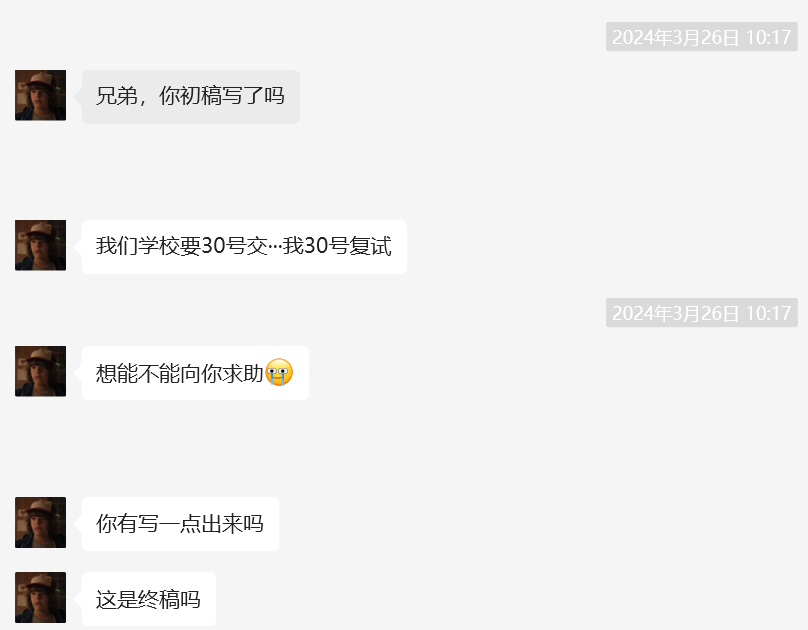 2024年3月26日 10:17
兄弟，你初稿写了吗
我们学校要30号交···我30号复试
2024年3月26日 10:17
想能不能向你求助😭
你有写一点出来吗
这是终稿吗